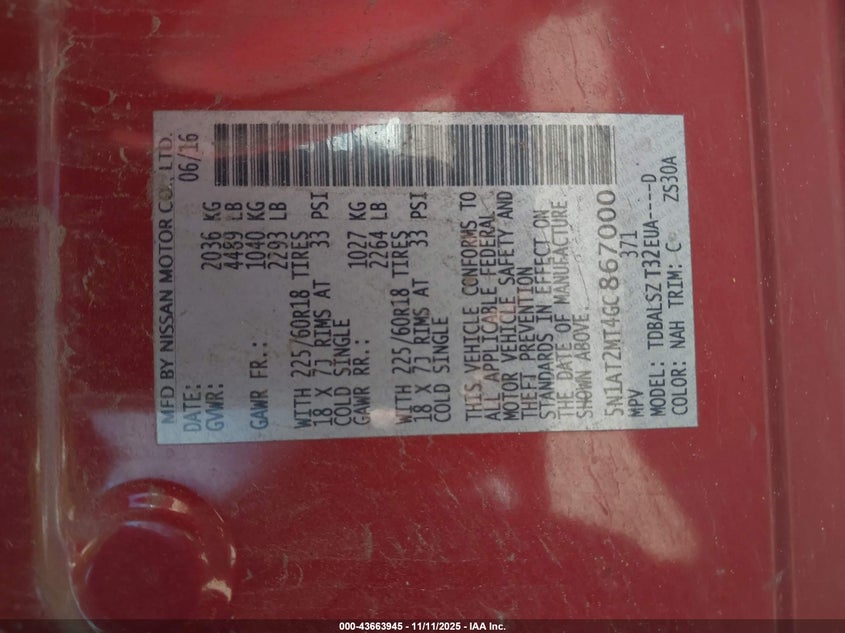 MFD BY NISSAN MOTOR CO., LTD.
DATE: 06/16
GVWR: 2036 KG
4489 LB
GAWR FR.: 1040 KG
2293 LB
WITH 225/60R18 TIRES
18 X 7J RIMS AT 33 PSI
COLD SINGLE
GAWR RR.: 1027 KG
2264 LB
WITH 225/60R18 TIRES
18 X 7J RIMS AT 33 PSI
COLD SINGLE
THIS VEHICLE CONFORMS TO
ALL APPLICABLE FEDERAL
MOTOR VEHICLE SAFETY AND
THEFT PREVENTION
STANDARDS IN EFFECT ON
THE DATE OF MANUFACTURE
SHOWN ABOVE.
5N1AT2MT4GC867000
MPV 371
MODEL: TDBALSZ T32EUA----D
COLOR: NAH TRIM: C ZS30A
000-43663945 - 11/11/2025 - IAA Inc.